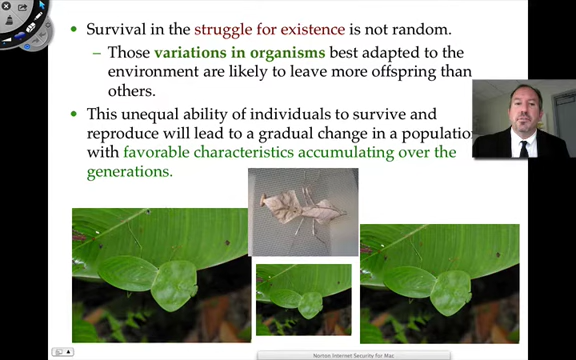 • Survival in the struggle for existence is not random.
– Those variations in organisms best adapted to the
environment are likely to leave more offspring than
others.
• This unequal ability of individuals to survive and
reproduce will lead to a gradual change in a population
with favorable characteristics accumulating over the
generations.
Norton Internet Security for Mac